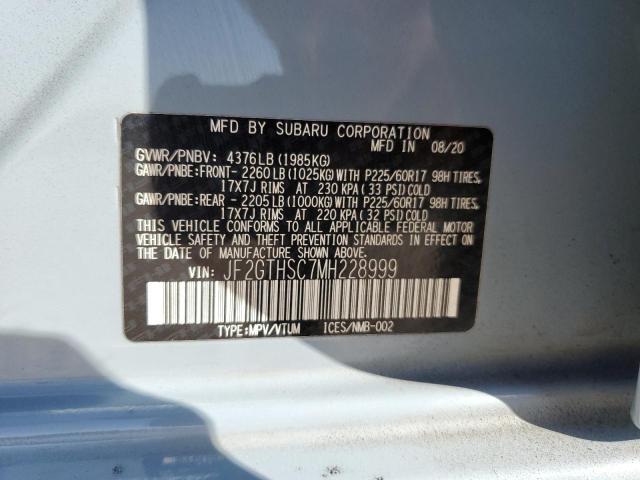 MFD BY SUBARU CORPORATION
MFD IN 08/20
GVWR/PNBV: 4376LB (1985KG)
GAWR/PNBE:FRONT- 2260LB (1025KG)WITH P225/60R17 98H TIRES,
17X7J RIMS AT 230 KPA (33 PSI)COLD
GAWR/PNBE:REAR - 2205LB (1000KG)WITH P225/60R17 98H TIRES,
17X7J RIMS AT 220 KPA (32 PSI)COLD
THIS VEHICLE CONFORMS TO ALL APPLICABLE FEDERAL MOTOR
VEHICLE SAFETY AND THEFT PREVENTION STANDARDS IN EFFECT ON
THE DATE OF MANUFACTURE SHOWN ABOVE.
VIN: JF2GTHSC7MH228999
TYPE:MPV/VTUM ICES/NMB-002